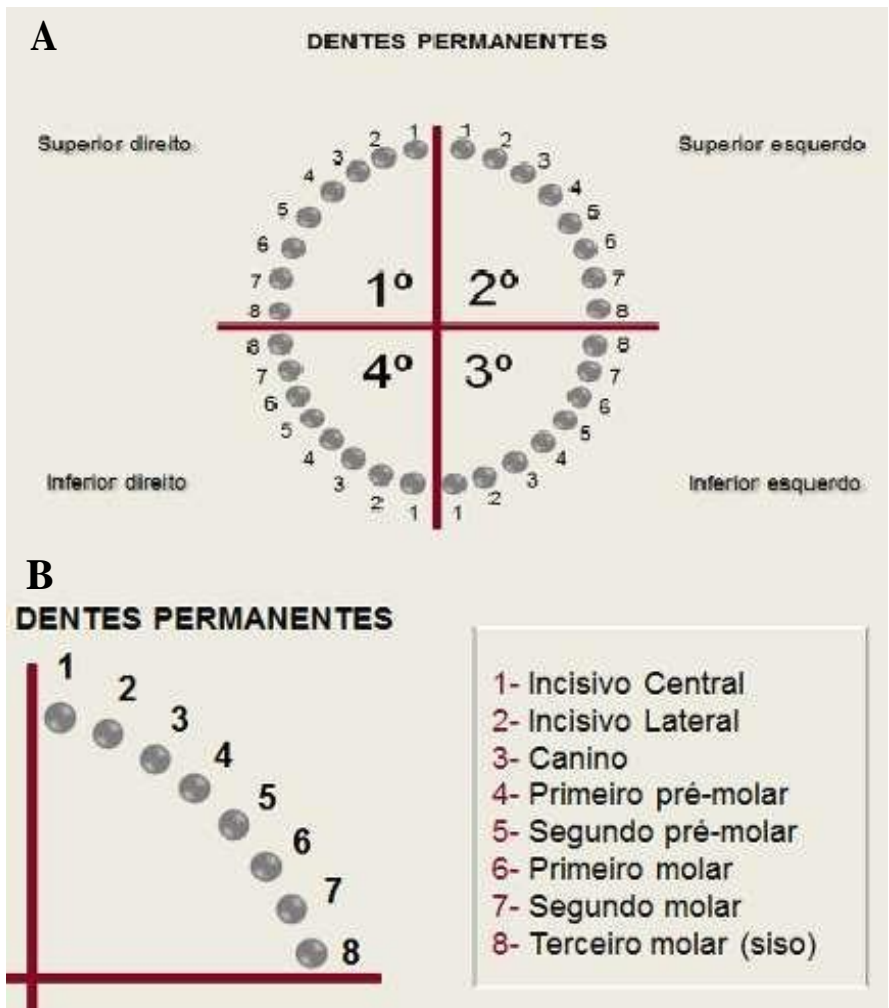 A
DENTES PERMANENTES
Superior direito
Superior esquerdo
1
2
3
4
5
6
7
8
1
2
3
4
5
6
7
8
1º
2º
4º
3º
8
7
6
5
4
3
2
1
8
7
6
5
4
3
2
1
Inferior direito
Inferior esquerdo
B
DENTES PERMANENTES
1
2
3
4
5
6
7
8
1- Incisivo Central
2- Incisivo Lateral
3- Canino
4- Primeiro pré-molar
5- Segundo pré-molar
6- Primeiro molar
7- Segundo molar
8- Terceiro molar (siso)